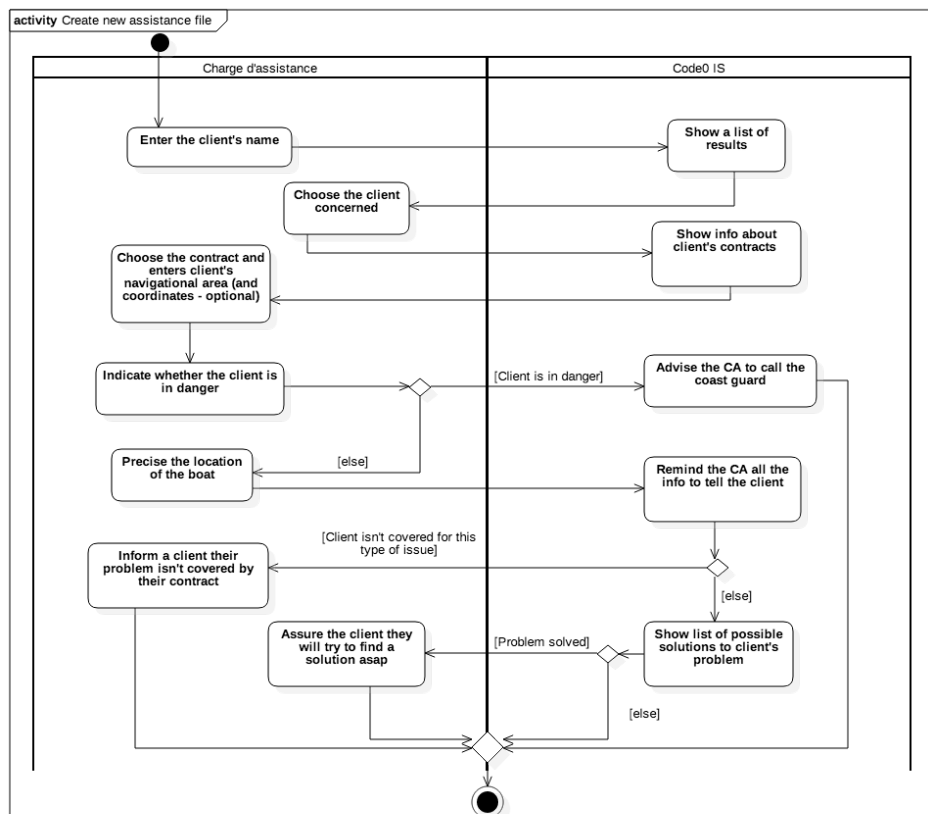 activity Create new assistance file
Charge d'assistance
Code0 IS
Enter the client's name
Show a list of
results
Choose the client
concerned
Show info about
client's contracts
Choose the contract and
enters client's
navigational area (and
coordinates - optional)
Indicate whether the client is
in danger
[Client is in danger]
Advise the CA to call the
coast guard
[else]
Precise the location
of the boat
Remind the CA all the
info to tell the client
[Client isn't covered for this
type of issue]
Inform a client their
problem isn't covered by
their contract
[else]
Show list of possible
solutions to client's
problem
[Problem solved]
Assure the client they
will try to find a
solution asap
[else]